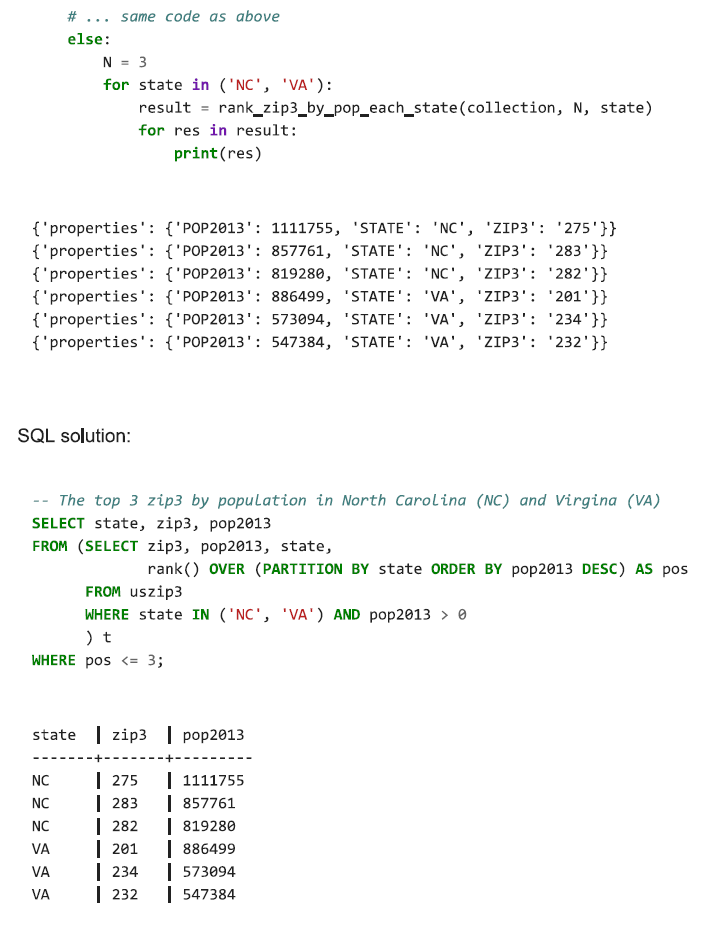 # ... same code as above
else:
N = 3
for state in ('NC', 'VA'):
result = rank_zip3_by_pop_each_state(collection, N, state)
for res in result:
print(res)
{'properties': {'POP2013': 1111755, 'STATE': 'NC', 'ZIP3': '275'}}
{'properties': {'POP2013': 857761, 'STATE': 'NC', 'ZIP3': '283'}}
{'properties': {'POP2013': 819280, 'STATE': 'NC', 'ZIP3': '282'}}
{'properties': {'POP2013': 886499, 'STATE': 'VA', 'ZIP3': '201'}}
{'properties': {'POP2013': 573094, 'STATE': 'VA', 'ZIP3': '234'}}
{'properties': {'POP2013': 547384, 'STATE': 'VA', 'ZIP3': '232'}}
SQL solution:
-- The top 3 zip3 by population in North Carolina (NC) and Virgina (VA)
SELECT state, zip3, pop2013
FROM (SELECT zip3, pop2013, state,
rank() OVER (PARTITION BY state ORDER BY pop2013 DESC) AS pos
FROM uszip3
WHERE state IN ('NC', 'VA') AND pop2013 > 0
) t
WHERE pos <= 3;
state | zip3 | pop2013
-------+-------+---------
NC | 275 | 1111755
NC | 283 | 857761
NC | 282 | 819280
VA | 201 | 886499
VA | 234 | 573094
VA | 232 | 547384